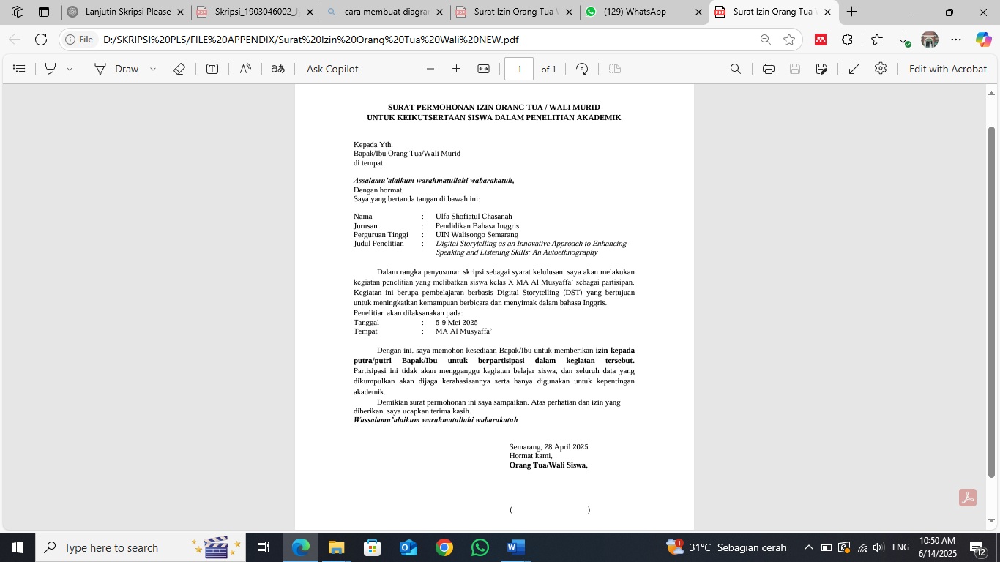 Lanjutin Skripsi Please
Skripsi_1903046002_J
cara membuat diagra
Surat Izin Orang Tua
(129) WhatsApp
Surat Izin Orang Tua
File
D:/SKRIPSI%20PLS/FILE%20APPENDIX/Surat%20Izin%20Orang%20Tua%20Wali%20NEW.pdf
Draw
Ask Copilot
1 of 1
Edit with Acrobat
SURAT PERMOHONAN IZIN ORANG TUA / WALI MURID
UNTUK KEIKUTSERTAAN SISWA DALAM PENELITIAN AKADEMIK
Kepada Yth.
Bapak/Ibu Orang Tua/Wali Murid
di tempat
Assalamu’alaikum warahmatullahi wabarakatuh,
Dengan hormat,
Saya yang bertanda tangan di bawah ini:
Nama : Ulfa Shofiatul Chasanah
Jurusan : Pendidikan Bahasa Inggris
Perguruan Tinggi : UIN Walisongo Semarang
Judul Penelitian : Digital Storytelling as an Innovative Approach to Enhancing
Speaking and Listening Skills: An Autoethnography
Dalam rangka penyusunan skripsi sebagai syarat kelulusan, saya akan melakukan
kegiatan penelitian yang melibatkan siswa kelas X MA Al Musyaffa’ sebagai partisipan.
Kegiatan ini berupa pembelajaran berbasis Digital Storytelling (DST) yang bertujuan
untuk meningkatkan kemampuan berbicara dan menyimak dalam bahasa Inggris.
Penelitian akan dilaksanakan pada:
Tanggal : 5-9 Mei 2025
Tempat : MA Al Musyaffa’
Dengan ini, saya memohon kesediaan Bapak/Ibu untuk memberikan izin kepada
putra/putri Bapak/Ibu untuk berpartisipasi dalam kegiatan tersebut.
Partisipasi ini tidak akan mengganggu kegiatan belajar siswa, dan seluruh data yang
dikumpulkan akan dijaga kerahasiaannya serta hanya digunakan untuk kepentingan
akademik.
Demikian surat permohonan ini saya sampaikan. Atas perhatian dan izin yang
diberikan, saya ucapkan terima kasih.
Wassalamu’alaikum warahmatullahi wabarakatuh
Semarang, 28 April 2025
Hormat kami,
Orang Tua/Wali Siswa,
( )
Type here to search
31°C Sebagian cerah
ENG
10:50 AM
6/14/2025
12